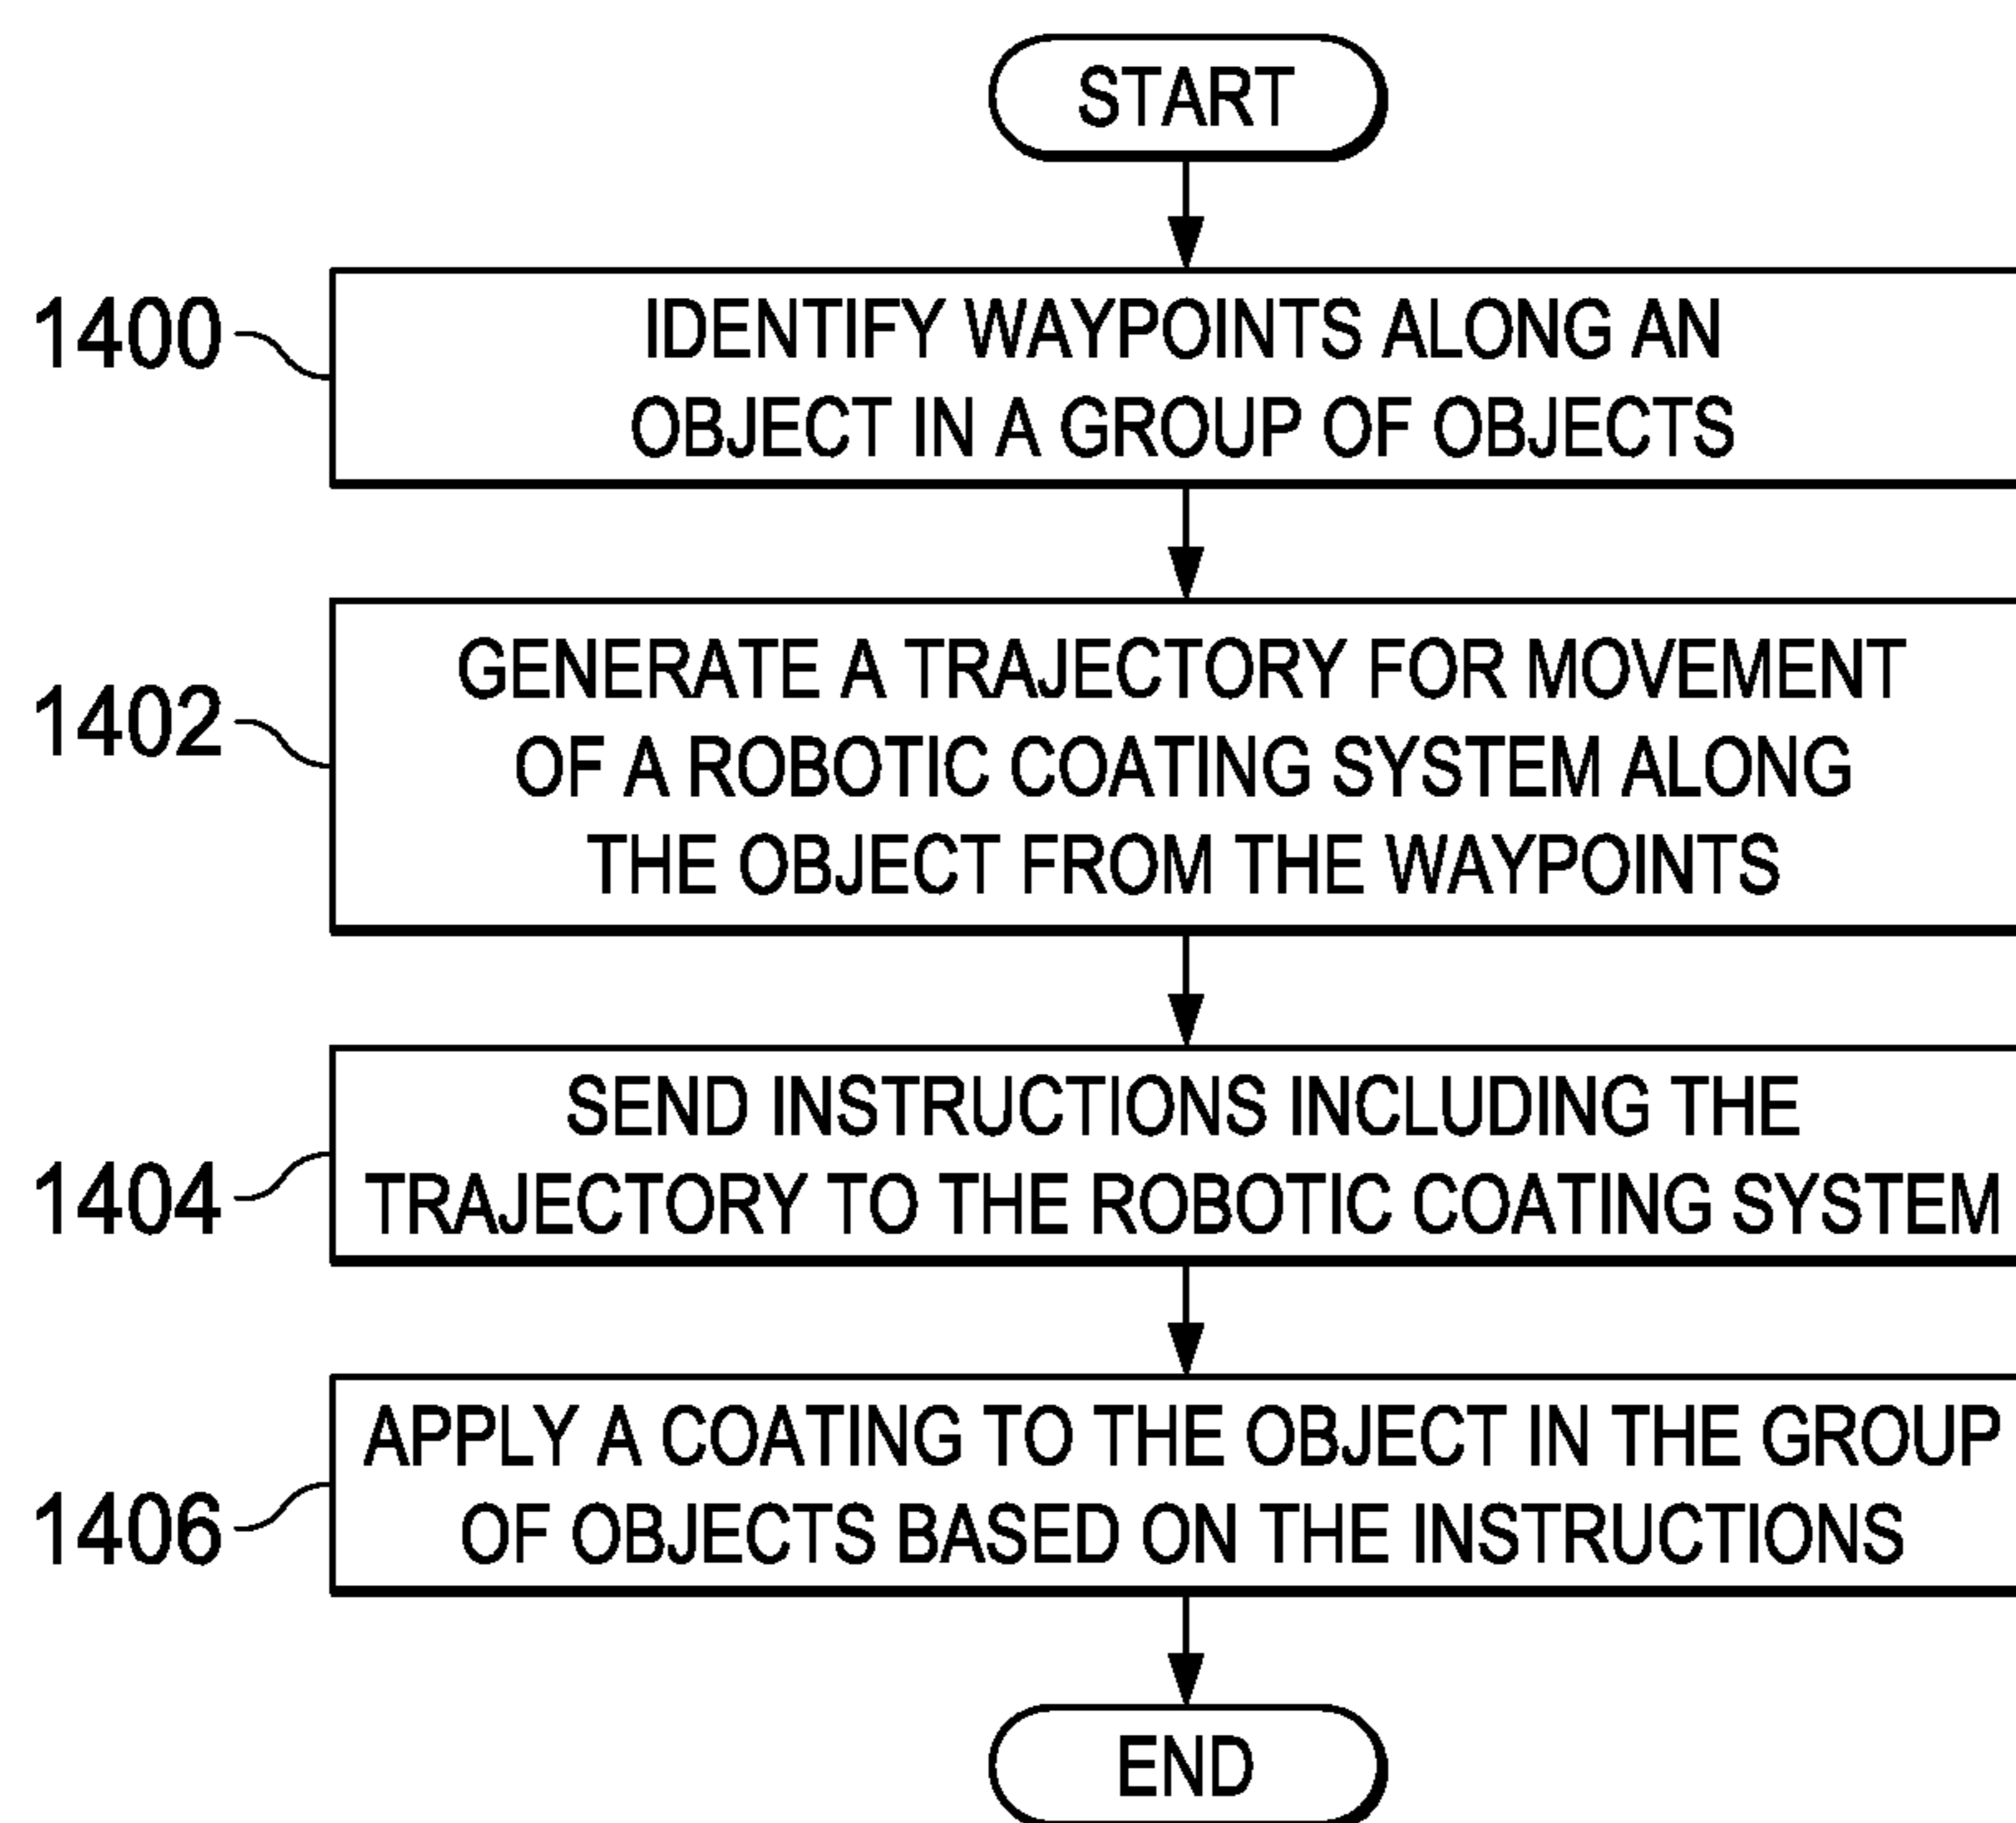 START
1400
IDENTIFY WAYPOINTS ALONG AN
OBJECT IN A GROUP OF OBJECTS
1402
GENERATE A TRAJECTORY FOR MOVEMENT
OF A ROBOTIC COATING SYSTEM ALONG
THE OBJECT FROM THE WAYPOINTS
1404
SEND INSTRUCTIONS INCLUDING THE
TRAJECTORY TO THE ROBOTIC COATING SYSTEM
1406
APPLY A COATING TO THE OBJECT IN THE GROUP
OF OBJECTS BASED ON THE INSTRUCTIONS
END